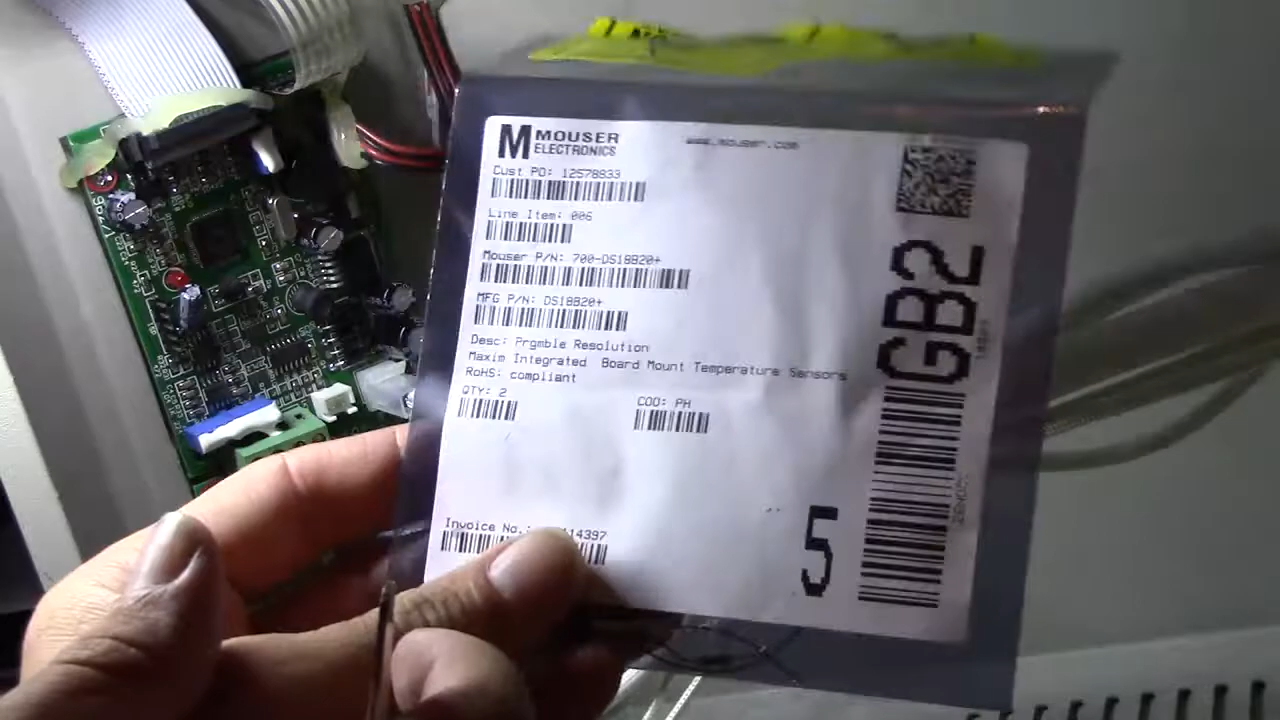 MOUSER
ELECTRONICS
www.mouser.com
Cust PO: 12578833
Line Item: 006
Mouser P/N: 700-DS18B20+
MFG P/N: DS18B20+
Desc: Prgmble Resolution
Maxim Integrated Board Mount Temperature Sensors
RoHS: compliant
QTY: 2
COO: PH
Invoice No.: 14397
GB2
5